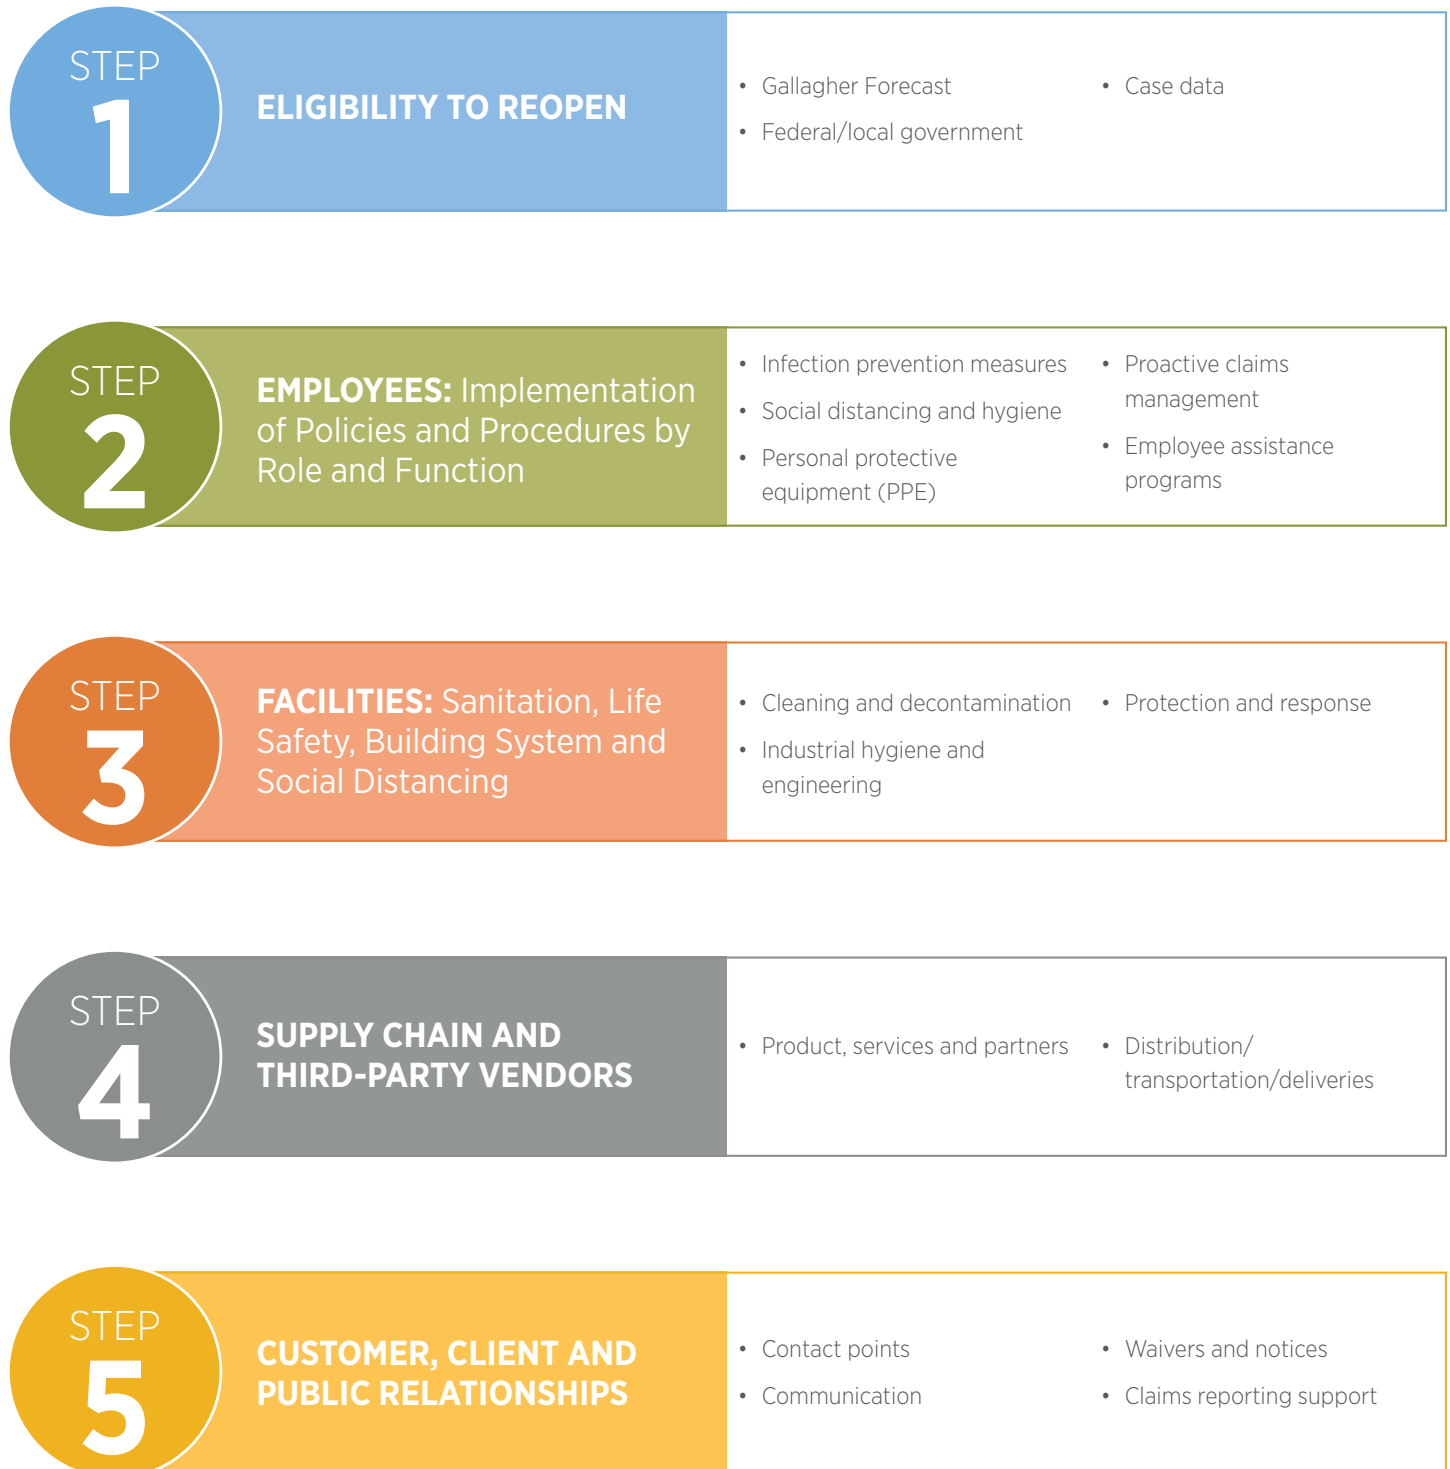 STEP
1
ELIGIBILITY TO REOPEN
• Gallagher Forecast
• Federal/local government
• Case data
STEP
2
EMPLOYEES: Implementation
of Policies and Procedures by
Role and Function
• Infection prevention measures
• Social distancing and hygiene
• Personal protective
equipment (PPE)
• Proactive claims
management
• Employee assistance
programs
STEP
3
FACILITIES: Sanitation, Life
Safety, Building System and
Social Distancing
• Cleaning and decontamination
• Industrial hygiene and
engineering
• Protection and response
STEP
4
SUPPLY CHAIN AND
THIRD-PARTY VENDORS
• Product, services and partners
• Distribution/
transportation/deliveries
STEP
5
CUSTOMER, CLIENT AND
PUBLIC RELATIONSHIPS
• Contact points
• Communication
• Waivers and notices
• Claims reporting support